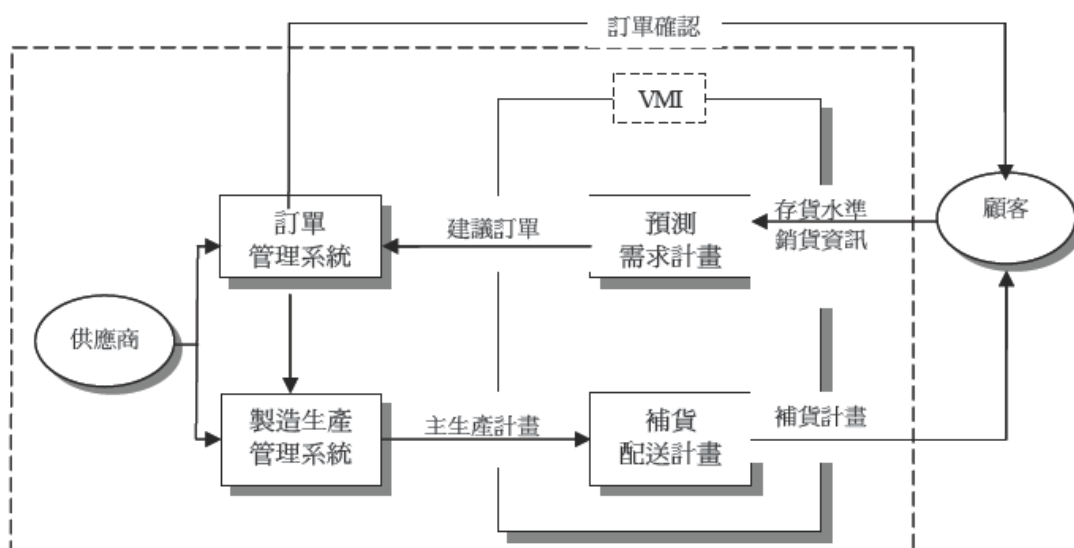 訂單確認
VMI
訂單
管理系統
建議訂單
預測
需求計畫
存貨水準
銷貨資訊
顧客
供應商
製造生產
管理系統
主生產計畫
補貨
配送計畫
補貨計畫